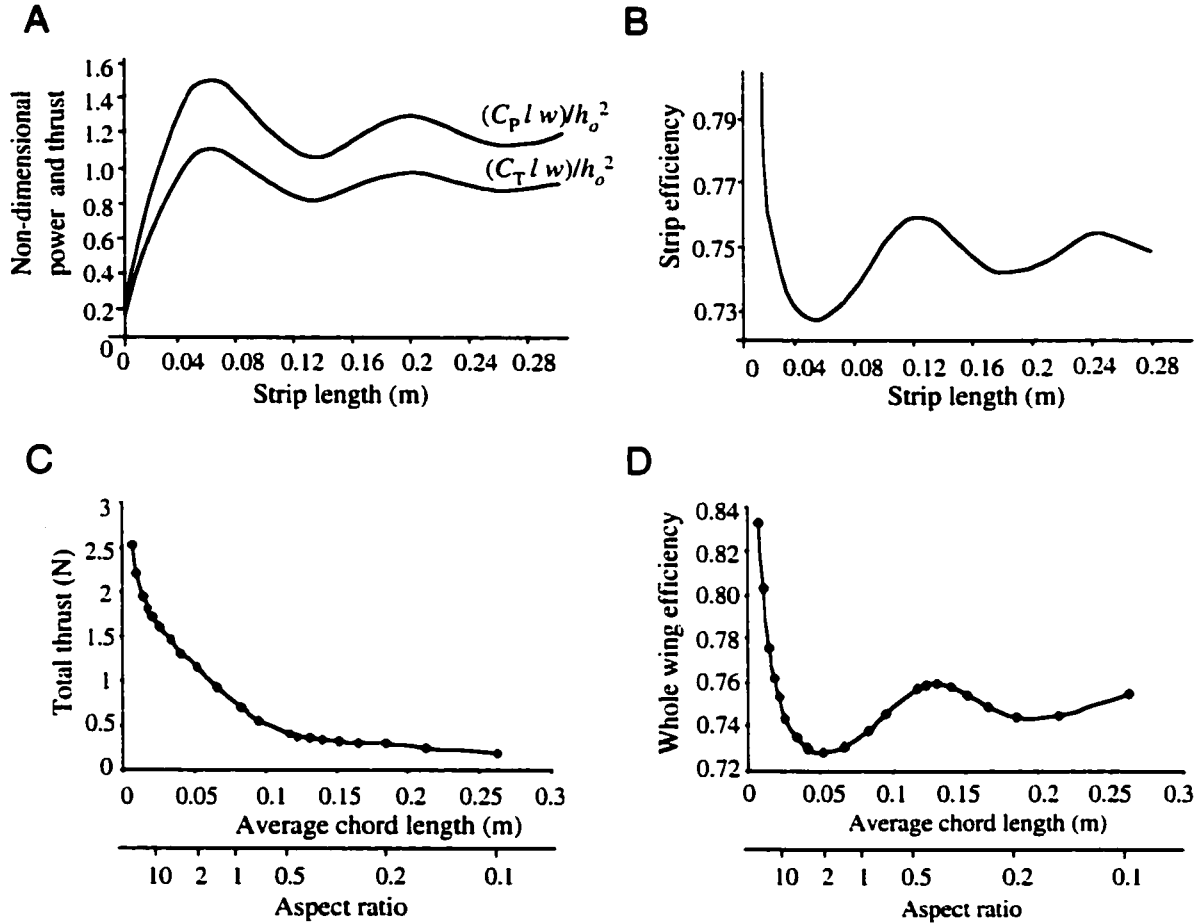 A
Non-dimensional
power and thrust
1.6
1.4
1.2
1.0
0.8
0.6
0.4
0.2
0
(C_P l w)/h_o^2
(C_T l w)/h_o^2
0 0.04 0.08 0.12 0.16 0.2 0.24 0.28
Strip length (m)
B
Strip efficiency
0.79
0.77
0.75
0.73
0 0.04 0.08 0.12 0.16 0.2 0.24 0.28
Strip length (m)
C
Total thrust (N)
3
2.5
2
1.5
1
0.5
0
0 0.05 0.1 0.15 0.2 0.25 0.3
Average chord length (m)
10 2 1 0.5 0.2 0.1
Aspect ratio
D
Whole wing efficiency
0.84
0.82
0.80
0.78
0.76
0.74
0.72
0 0.05 0.1 0.15 0.2 0.25 0.3
Average chord length (m)
10 2 1 0.5 0.2 0.1
Aspect ratio